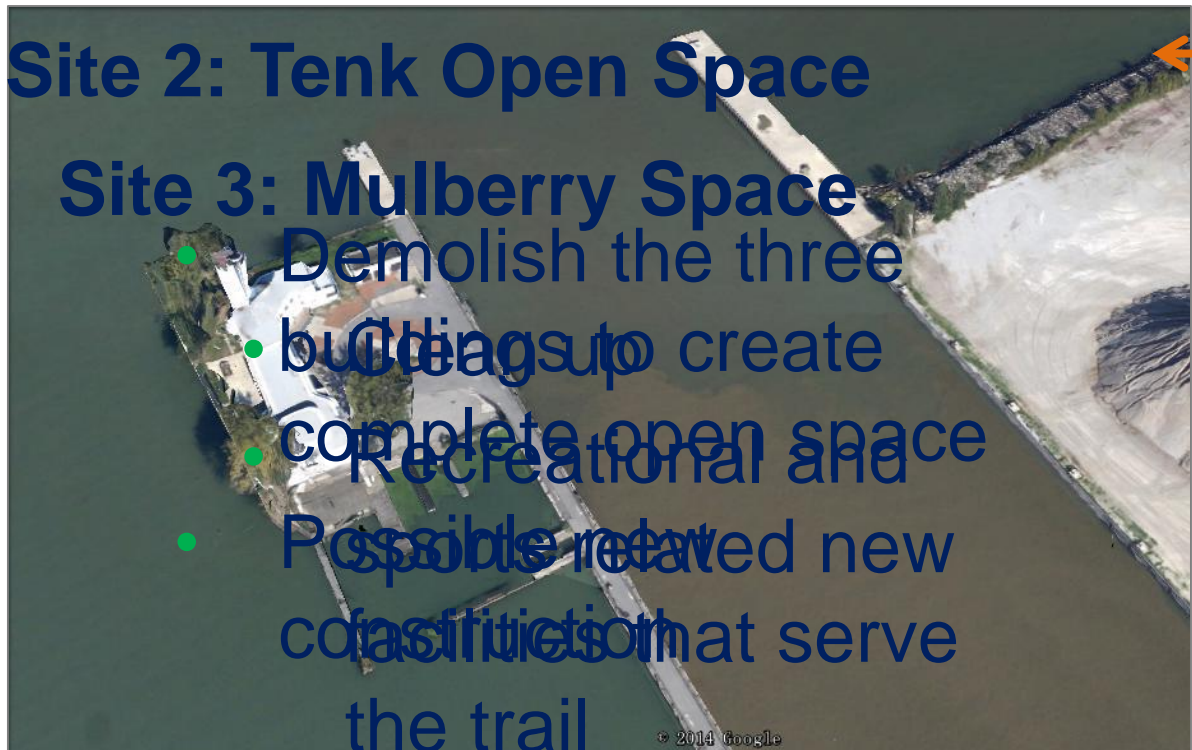 Site 2: Tenk Open Space
Site 3: Mulberry Space
Demolish the three
buildings to create
complete open space
Possible new
construction
Clean up
Recreational and
sports related new
facilities that serve
the trail
© 2014 Google